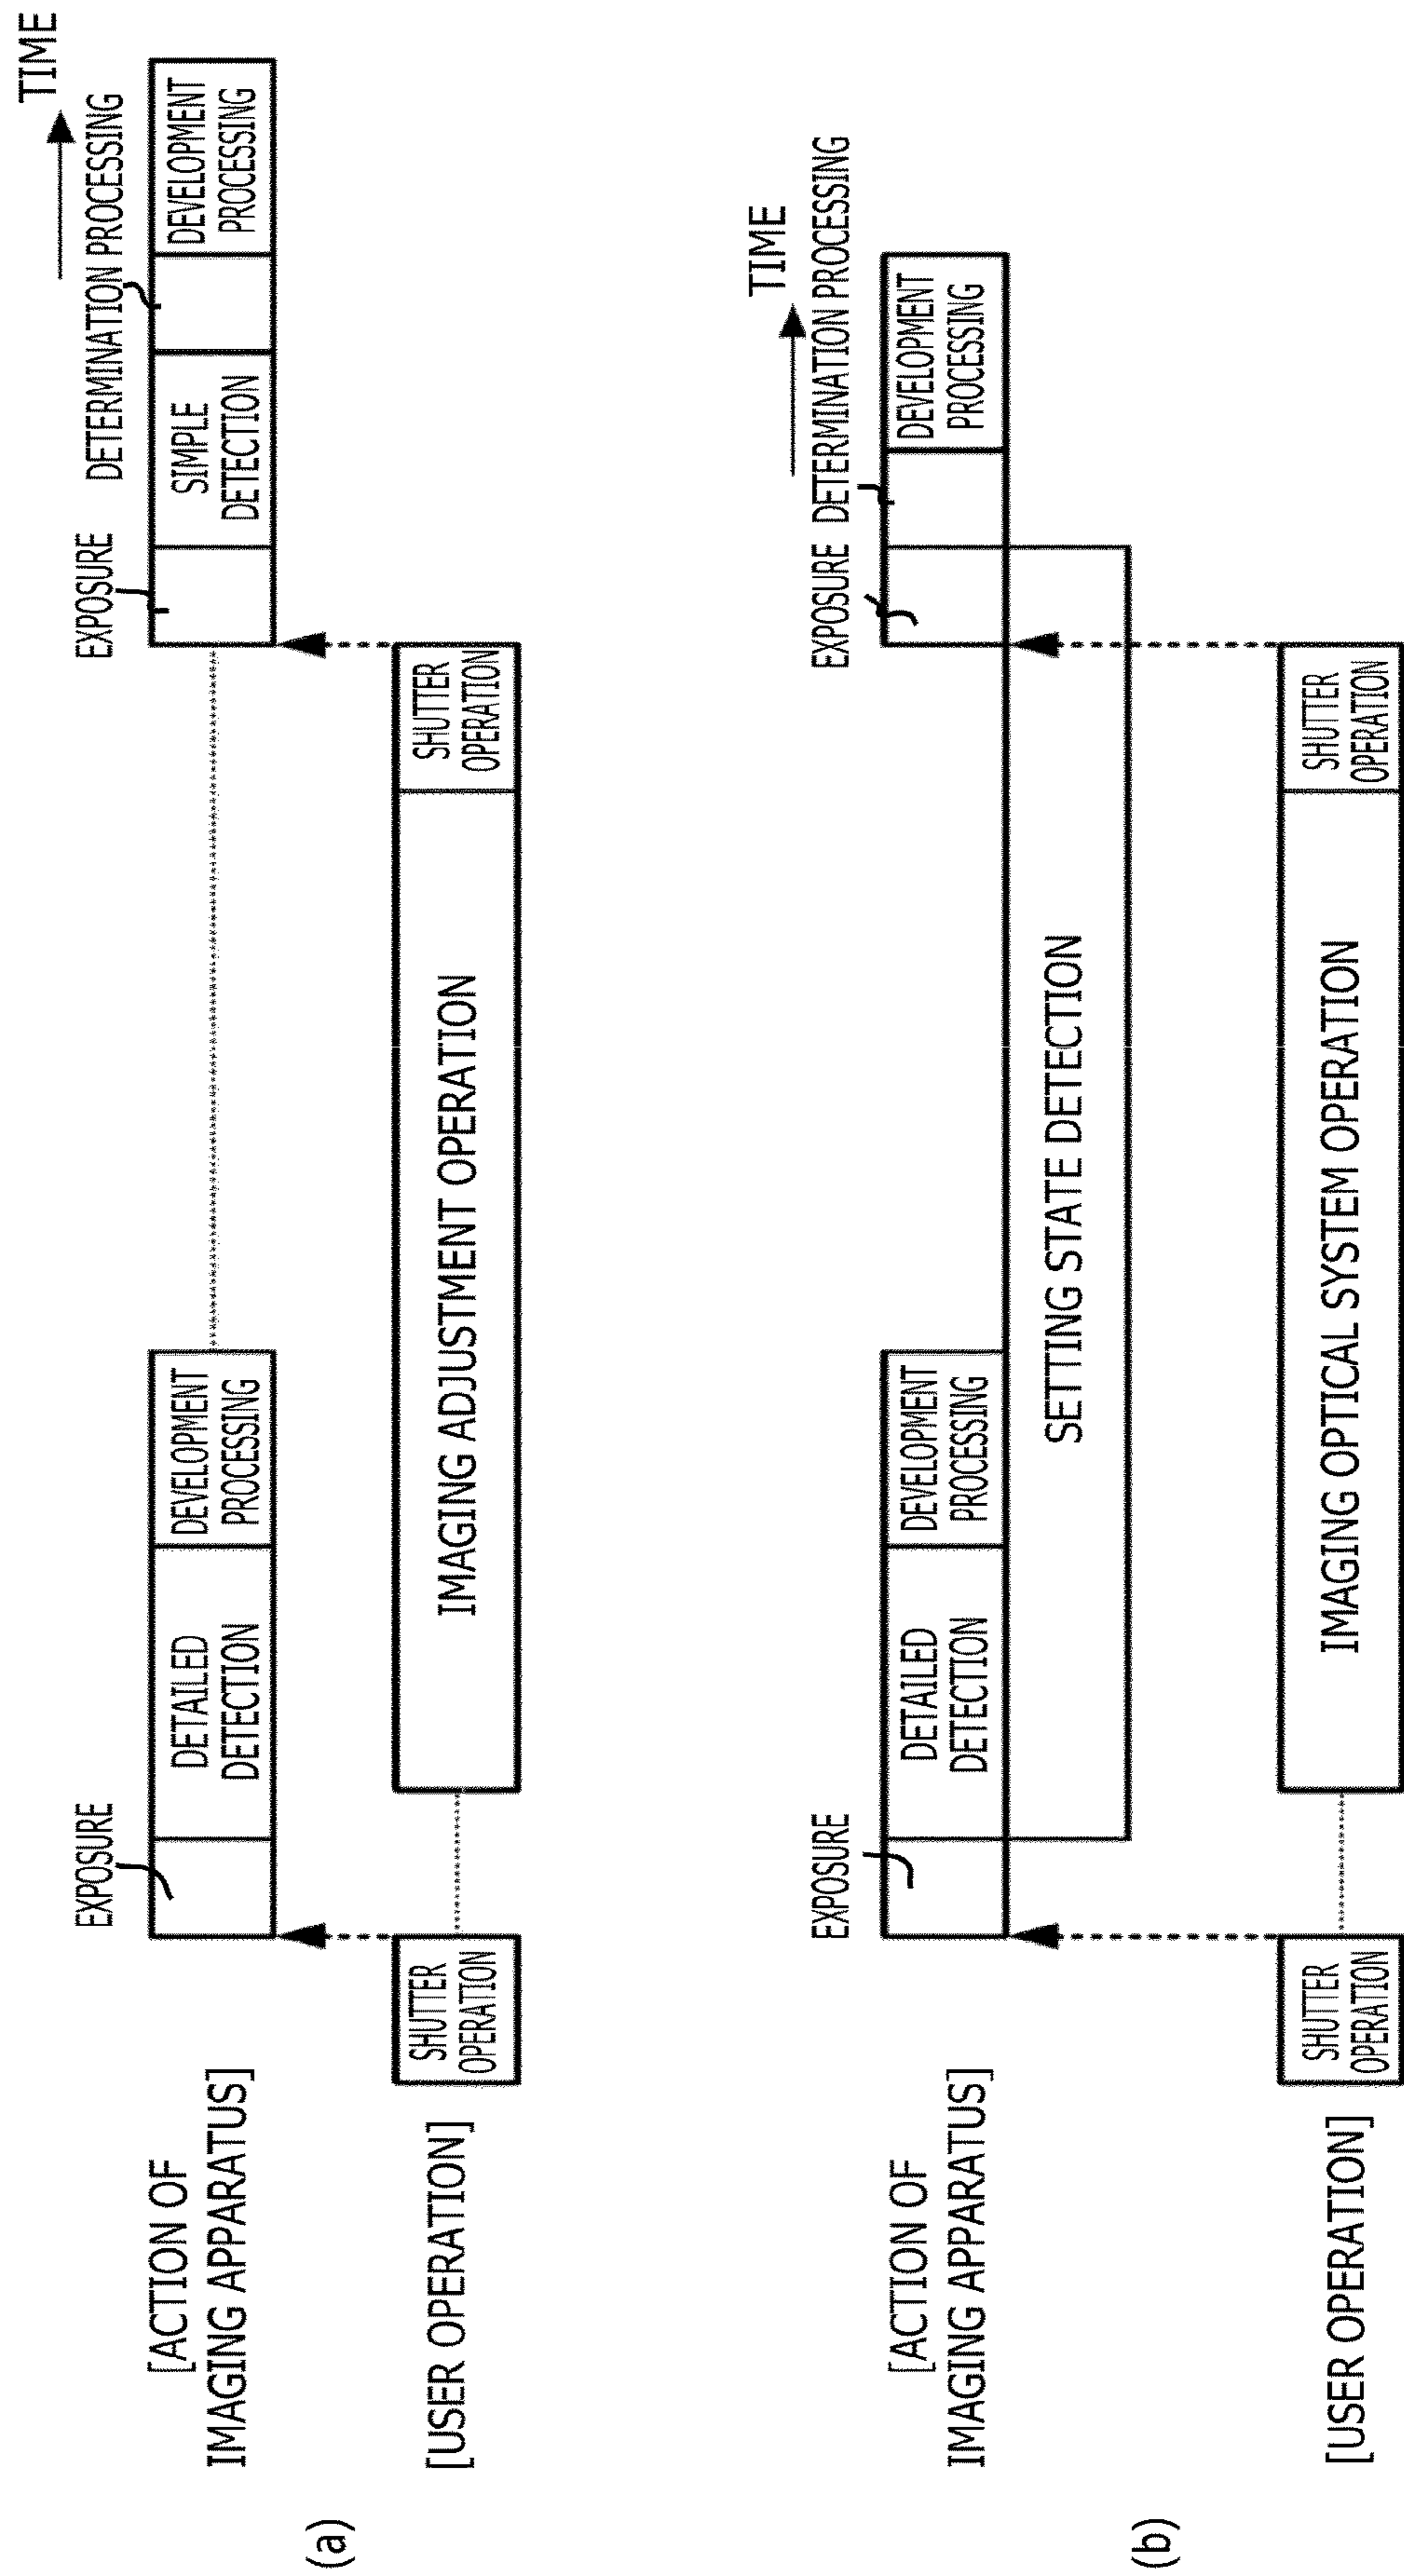 (a)
TIME
[ACTION OF
IMAGING APPARATUS]
EXPOSURE
DETAILED
DETECTION
DEVELOPMENT
PROCESSING
EXPOSURE
SIMPLE
DETECTION
DETERMINATION PROCESSING
DEVELOPMENT
PROCESSING
[USER OPERATION]
SHUTTER
OPERATION
IMAGING ADJUSTMENT OPERATION
SHUTTER
OPERATION
(b)
TIME
[ACTION OF
IMAGING APPARATUS]
EXPOSURE
DETAILED
DETECTION
DEVELOPMENT
PROCESSING
EXPOSURE
DETERMINATION PROCESSING
DEVELOPMENT
PROCESSING
SETTING STATE DETECTION
[USER OPERATION]
SHUTTER
OPERATION
IMAGING OPTICAL SYSTEM OPERATION
SHUTTER
OPERATION